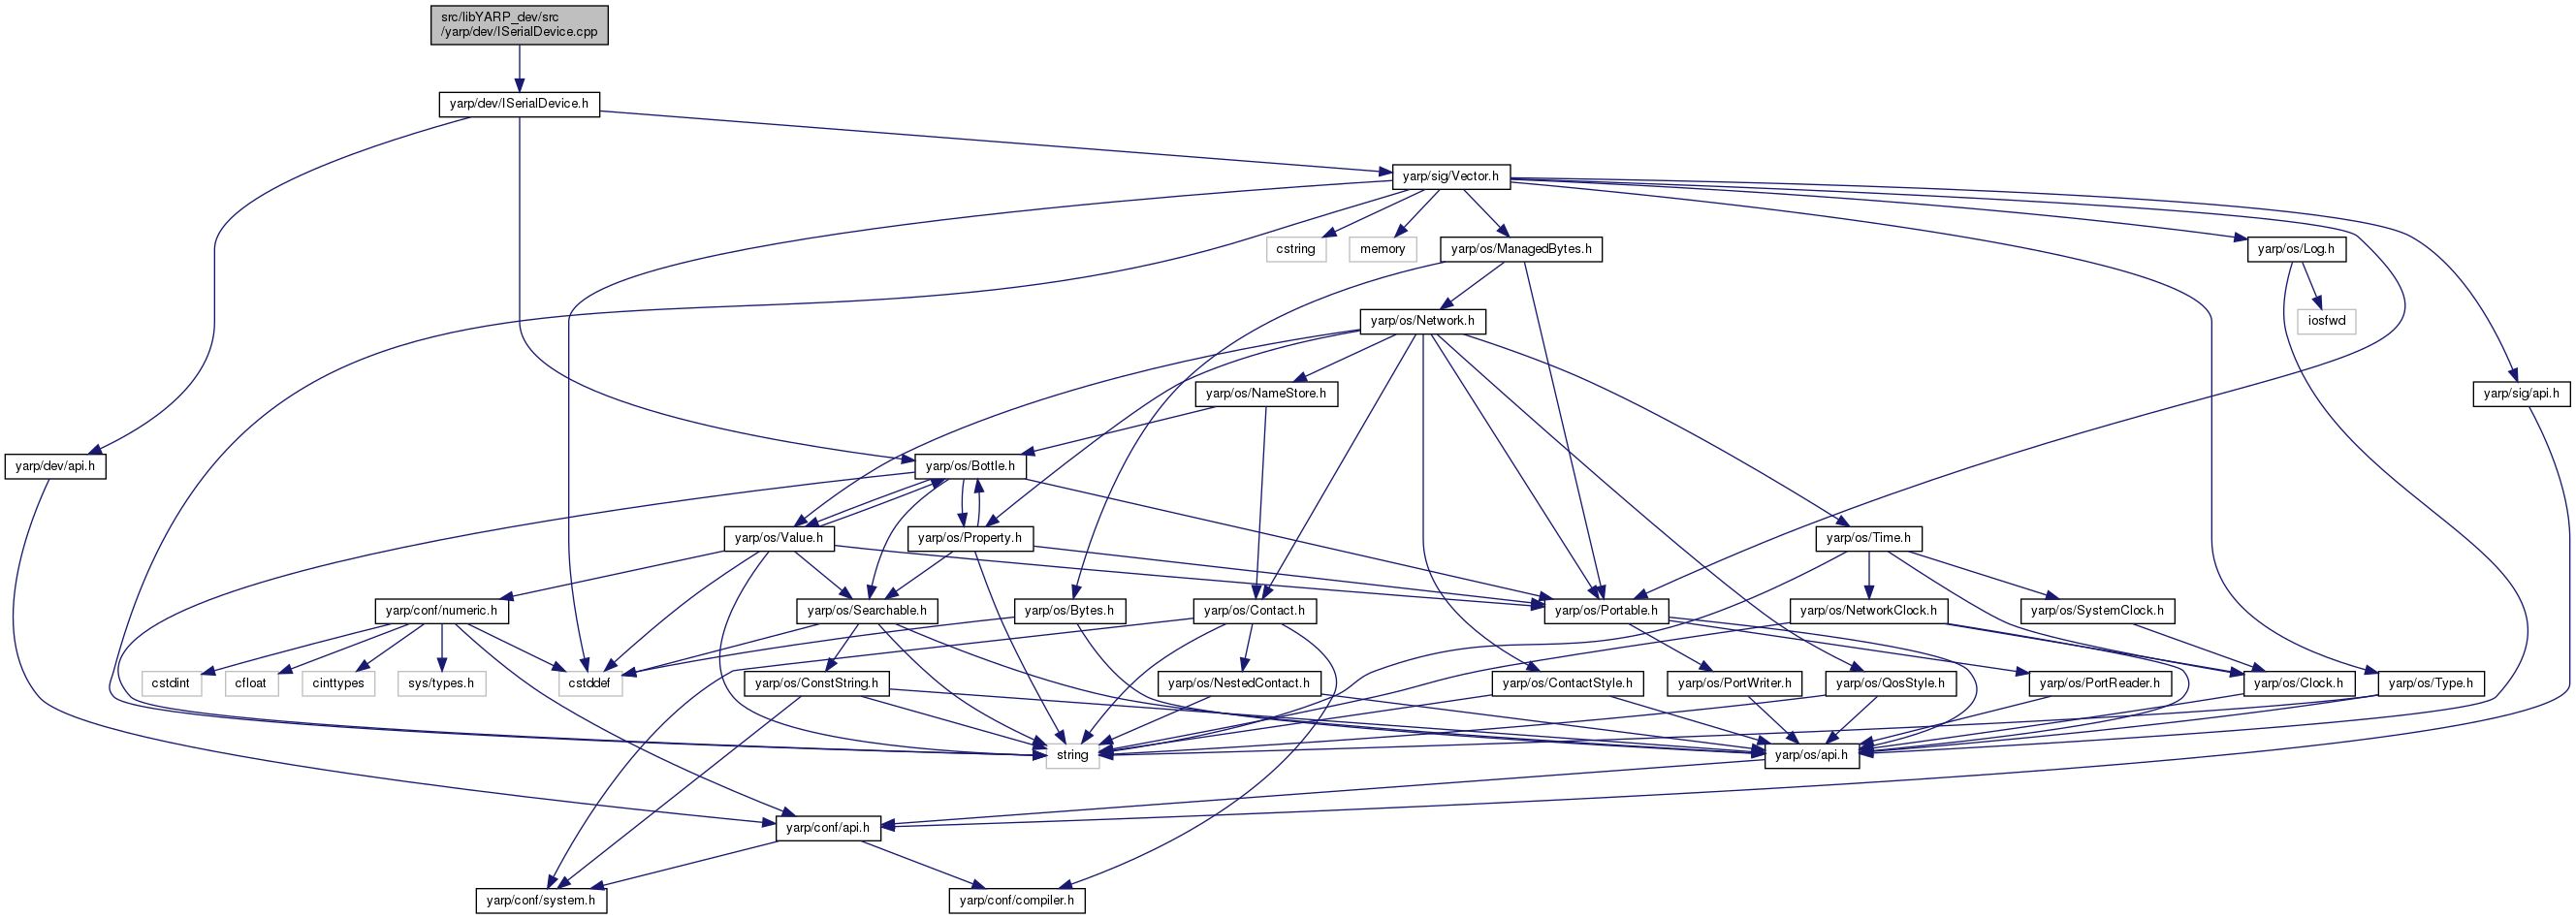 src/libYARP_dev/src
/yarp/dev/ISerialDevice.cpp
yarp/dev/ISerialDevice.h
yarp/sig/Vector.h
cstring
memory
yarp/os/ManagedBytes.h
yarp/os/Log.h
yarp/os/Network.h
iosfwd
yarp/os/NameStore.h
yarp/sig/api.h
yarp/dev/api.h
yarp/os/Bottle.h
yarp/os/Value.h
yarp/os/Property.h
yarp/os/Time.h
yarp/conf/numeric.h
yarp/os/Searchable.h
yarp/os/Bytes.h
yarp/os/Contact.h
yarp/os/Portable.h
yarp/os/NetworkClock.h
yarp/os/SystemClock.h
cstdint
cfloat
cinttypes
sys/types.h
cstddef
yarp/os/ConstString.h
yarp/os/NestedContact.h
yarp/os/ContactStyle.h
yarp/os/PortWriter.h
yarp/os/QosStyle.h
yarp/os/PortReader.h
yarp/os/Clock.h
yarp/os/Type.h
string
yarp/os/api.h
yarp/conf/api.h
yarp/conf/system.h
yarp/conf/compiler.h